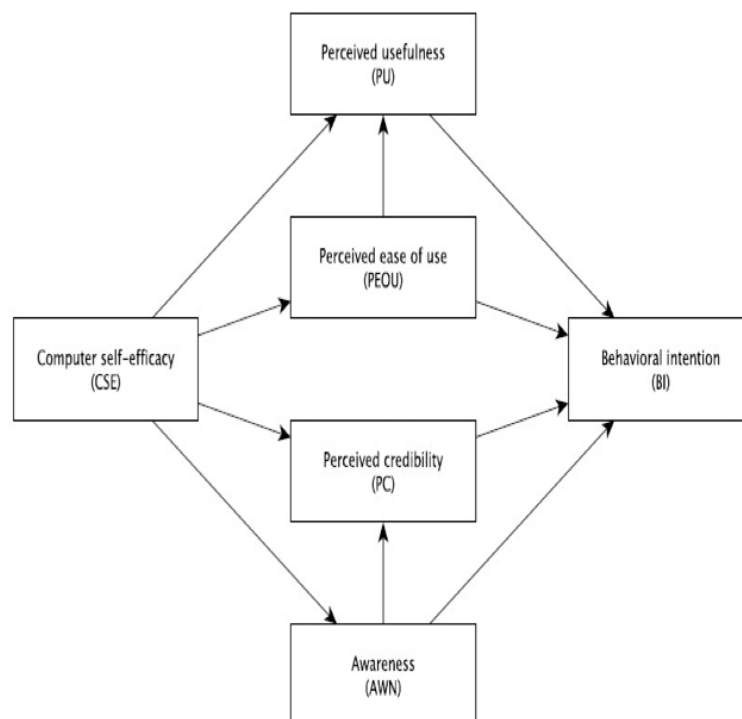 Perceived usefulness
(PU)
Perceived ease of use
(PEOU)
Computer self-efficacy
(CSE)
Behavioral intention
(BI)
Perceived credibility
(PC)
Awareness
(AWN)